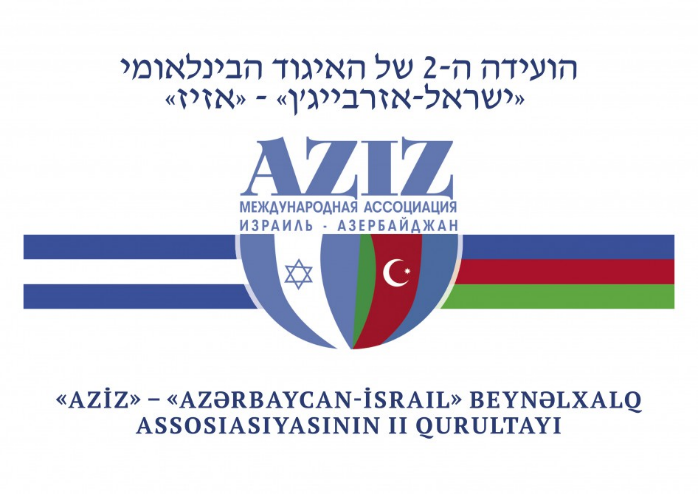 הועידה ה-2 של האיגוד הבינלאומי
«ישראל-אזרבייג'ן» - «אזיז»
AZIZ
МЕЖДУНАРОДНАЯ АССОЦИАЦИЯ
ИЗРАИЛЬ - АЗЕРБАЙДЖАН
«AZİZ» – «AZƏRBAYCAN-İSRAIL» BEYNƏLXALQ
ASSOSIASIYASININ II QURULTAYI